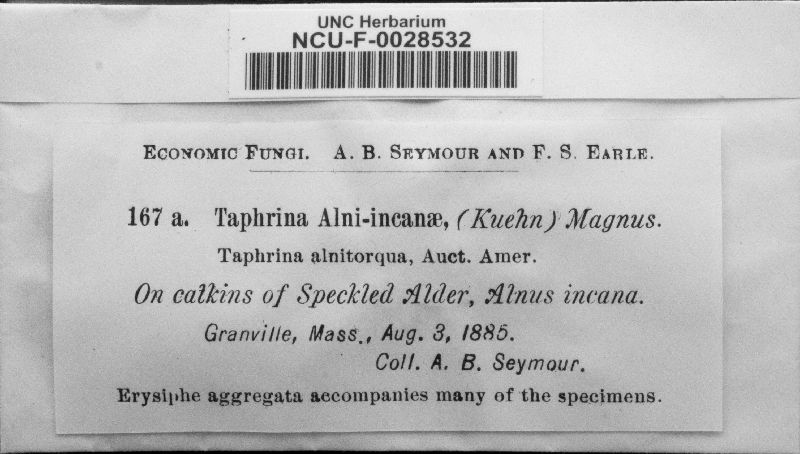 UNC Herbarium
NCU-F-0028532
Economic Fungi. A. B. Seymour and F. S. Earle.
167 a. Taphrina Alni-incanæ, (Kuehn) Magnus.
Taphrina alnitorqua, Auct. Amer.
On catkins of Speckled Alder, Alnus incana.
Granville, Mass., Aug. 3, 1885.
Coll. A. B. Seymour.
Erysiphe aggregata accompanies many of the specimens.